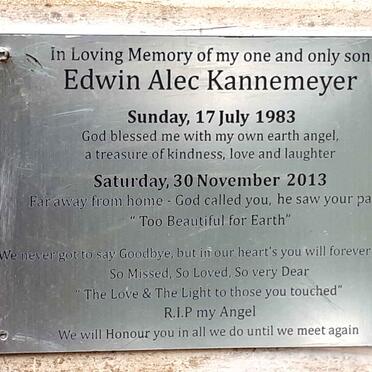 In Loving Memory of my one and only son
Edwin Alec Kannemeyer
Sunday, 17 July 1983
God blessed me with my own earth angel,
a treasure of kindness, love and laughter
Saturday, 30 November 2013
Far away from home - God called you, he saw your
" Too Beautiful for Earth"
We never got to say Goodbye, but in our heart's you will forever
So Missed, So Loved, So very Dear
" The Love & The Light to those you touched"
R.I.P my Angel
We will Honour you in all we do until we meet again